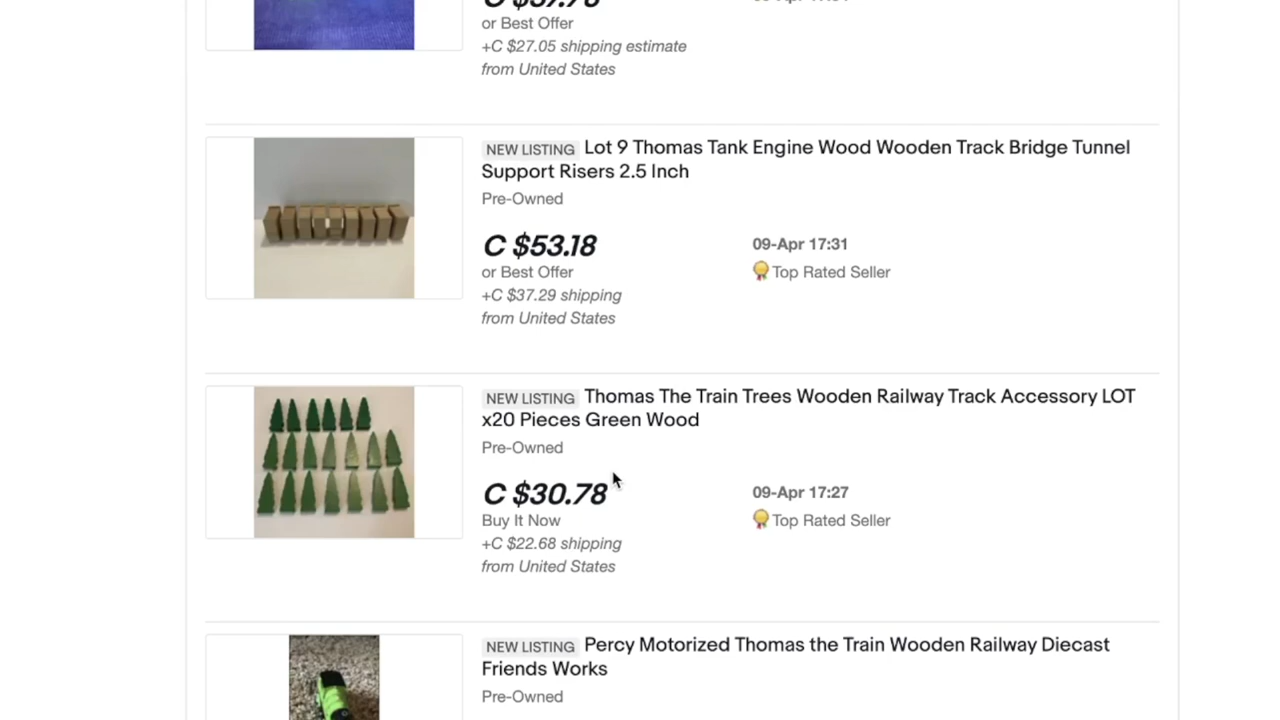 or Best Offer
+C $27.05 shipping estimate
from United States
NEW LISTING Lot 9 Thomas Tank Engine Wood Wooden Track Bridge Tunnel
Support Risers 2.5 Inch
Pre-Owned
C $53.18 09-Apr 17:31
or Best Offer Top Rated Seller
+C $37.29 shipping
from United States
NEW LISTING Thomas The Train Trees Wooden Railway Track Accessory LOT
x20 Pieces Green Wood
Pre-Owned
C $30.78 09-Apr 17:27
Buy It Now Top Rated Seller
+C $22.68 shipping
from United States
NEW LISTING Percy Motorized Thomas the Train Wooden Railway Diecast
Friends Works
Pre-Owned